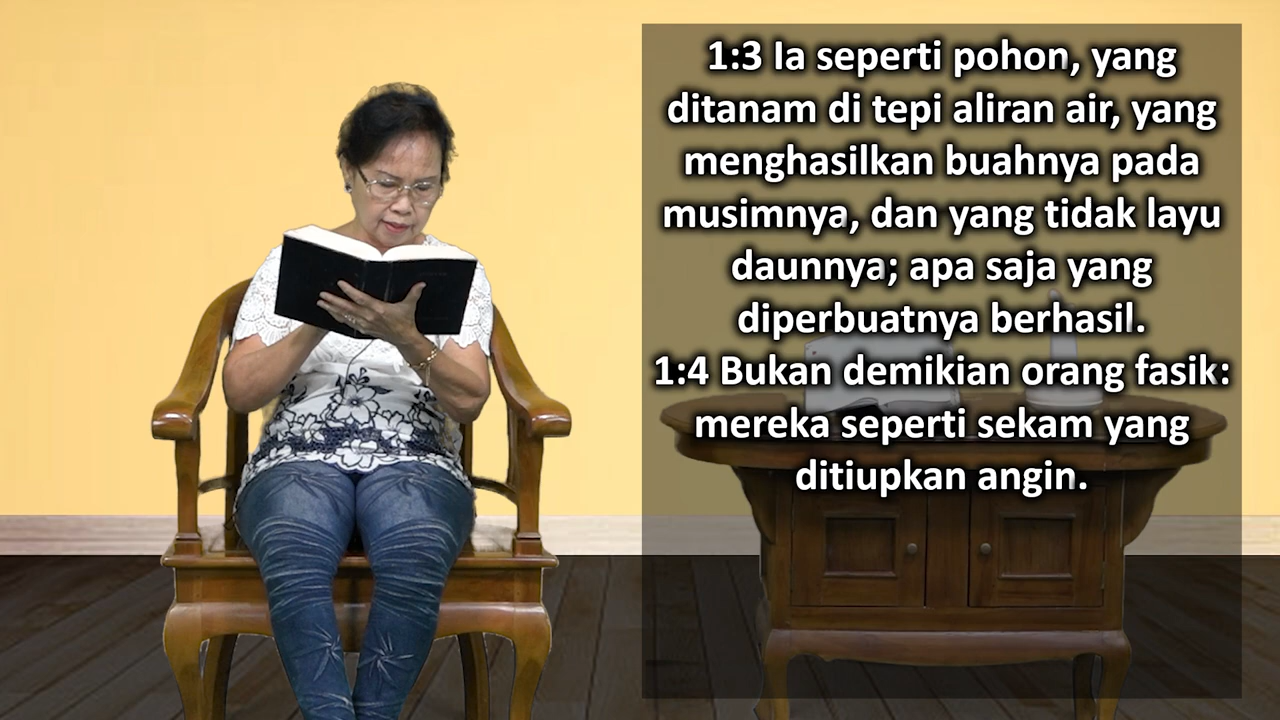 1:3 Ia seperti pohon, yang
ditanam di tepi aliran air, yang
menghasilkan buahnya pada
musimnya, dan yang tidak layu
daunnya; apa saja yang
diperbuatnya berhasil.
1:4 Bukan demikian orang fasik:
mereka seperti sekam yang
ditiupkan angin.